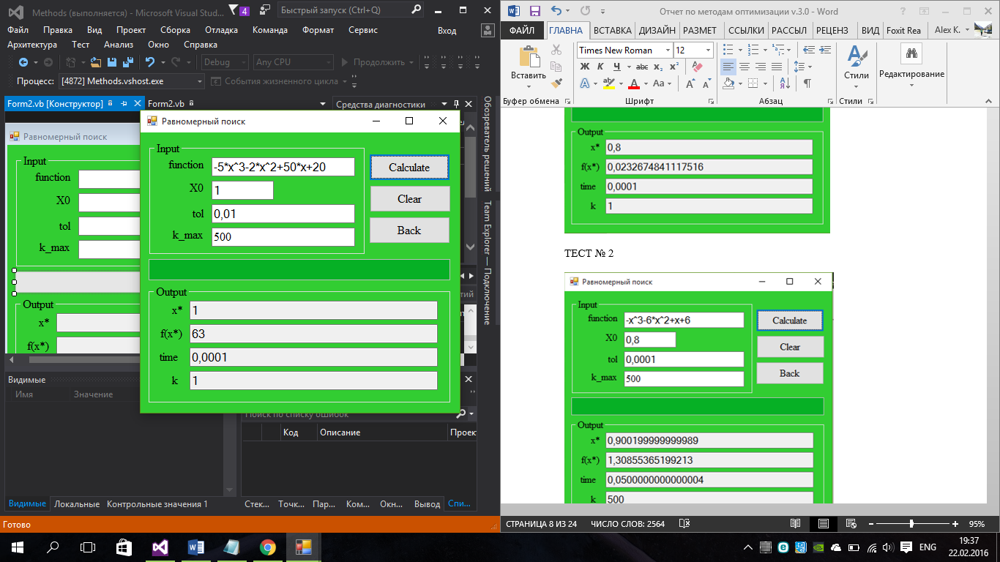 Methods (выполняется) - Microsoft Visual Stud...
4
Быстрый запуск (Ctrl+Q)
Файл Правка Вид Проект Сборка Отладка Команда Формат Сервис Вход
Архитектура Тест Анализ Окно Справка
Debug Any CPU Продолжить
Процесс: [4872] Methods.vshost.exe События жизненного цикла
Form2.vb [Конструктор] Form2.vb Средства диагностики
Равномерный поиск
Input
function
X0
tol
k_max
Output
x*
f(x*)
Равномерный поиск
Input
function -5*x^3-2*x^2+50*x+20 Calculate
X0 1 Clear
tol 0,01
k_max 500 Back
Output
x* 1
f(x*) 63
time 0,0001
k 1
Обозреватель решений
Team Explorer — Подключение
Видимые
Имя Значение
Поиск по списку ошибок
Код Описание Проек
Видимые Локальные Контрольные значения 1
Стек... Точк... Пар... Ком... Окн... Вывод Спи...
Готово
Отчет по методам оптимизации v.3.0 - Word
ФАЙЛ ГЛАВНА ВСТАВКА ДИЗАЙН РАЗМЕТ ССЫЛКИ РАССЫЛ РЕЦЕНЗ ВИД Foxit Rea Alex K.
Вставить
Times New Roman 12
Ж К Ч abc x₂ x²
A ab A Aa
Стили
Редактирование
Буфер обмена Шрифт Абзац Стили
Output
x* 0,8
f(x*) 0,0232674841117516
time 0,0001
k 1
ТЕСТ № 2
Равномерный поиск
Input
function -x^3-6*x^2+x+6 Calculate
X0 0,8 Clear
tol 0,0001
k_max 500 Back
Output
x* 0,900199999999989
f(x*) 1,30855365199213
time 0,0500000000000004
k 500
СТРАНИЦА 8 ИЗ 24 ЧИСЛО СЛОВ: 2564 95%
ENG 19:37
22.02.2016